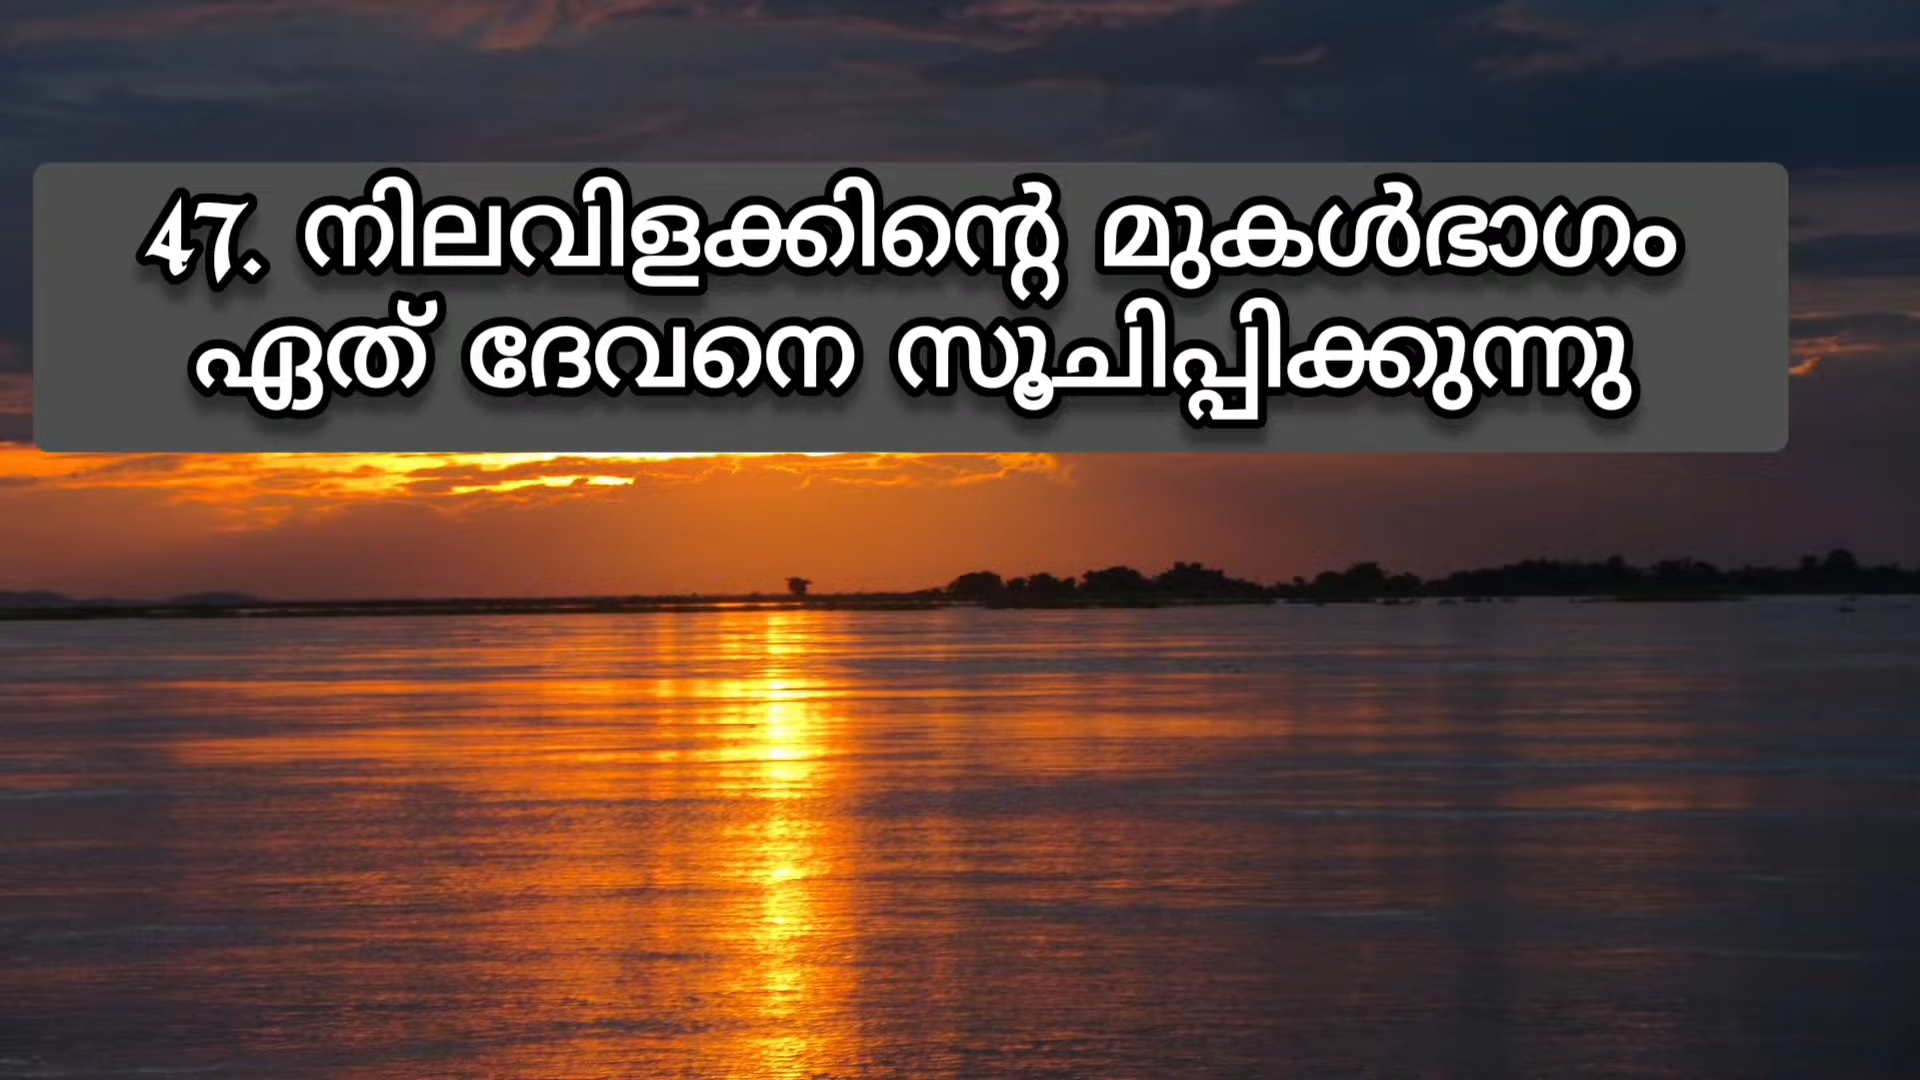 47. നിലവിളക്കിന്റെ മുകൾഭാഗം
ഏത് ദേവനെ സൂചിപ്പിക്കുന്നു